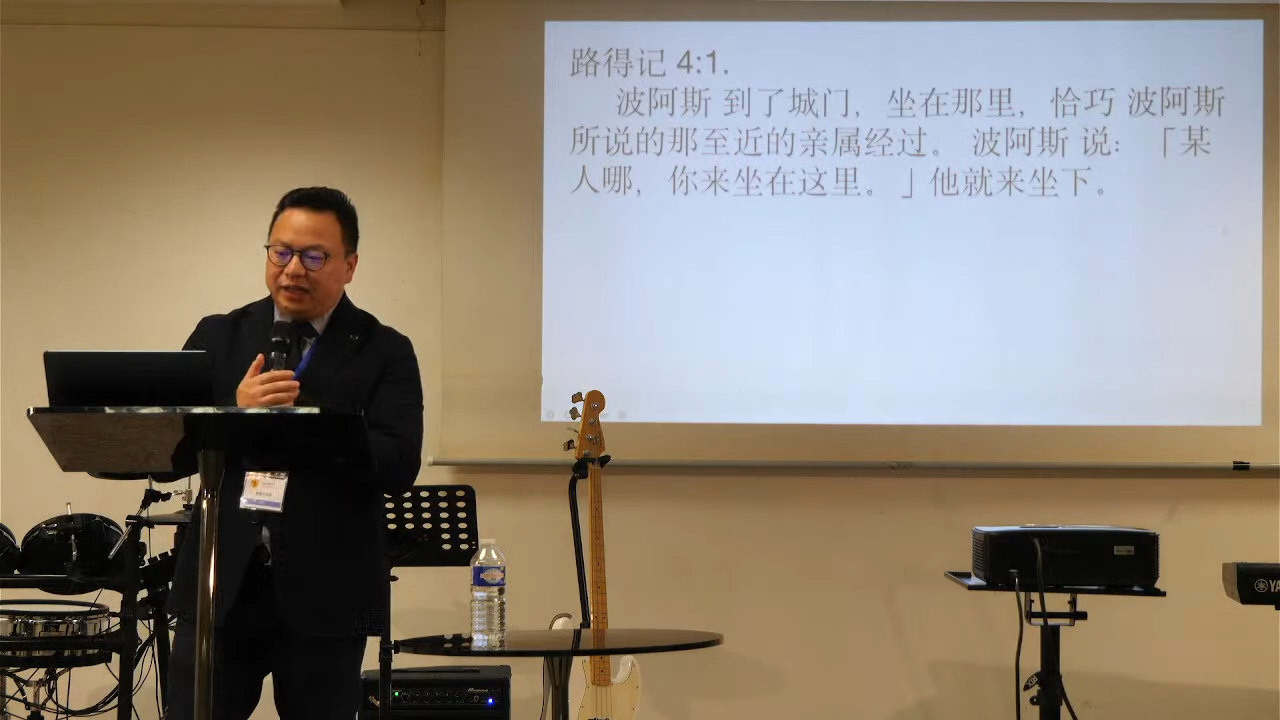 路得记 4:1.
波阿斯 到了城门，坐在那里，恰巧 波阿斯
所说的那至近的亲属经过。 波阿斯 说：「某
人哪，你来坐在这里。」他就来坐下。
YA